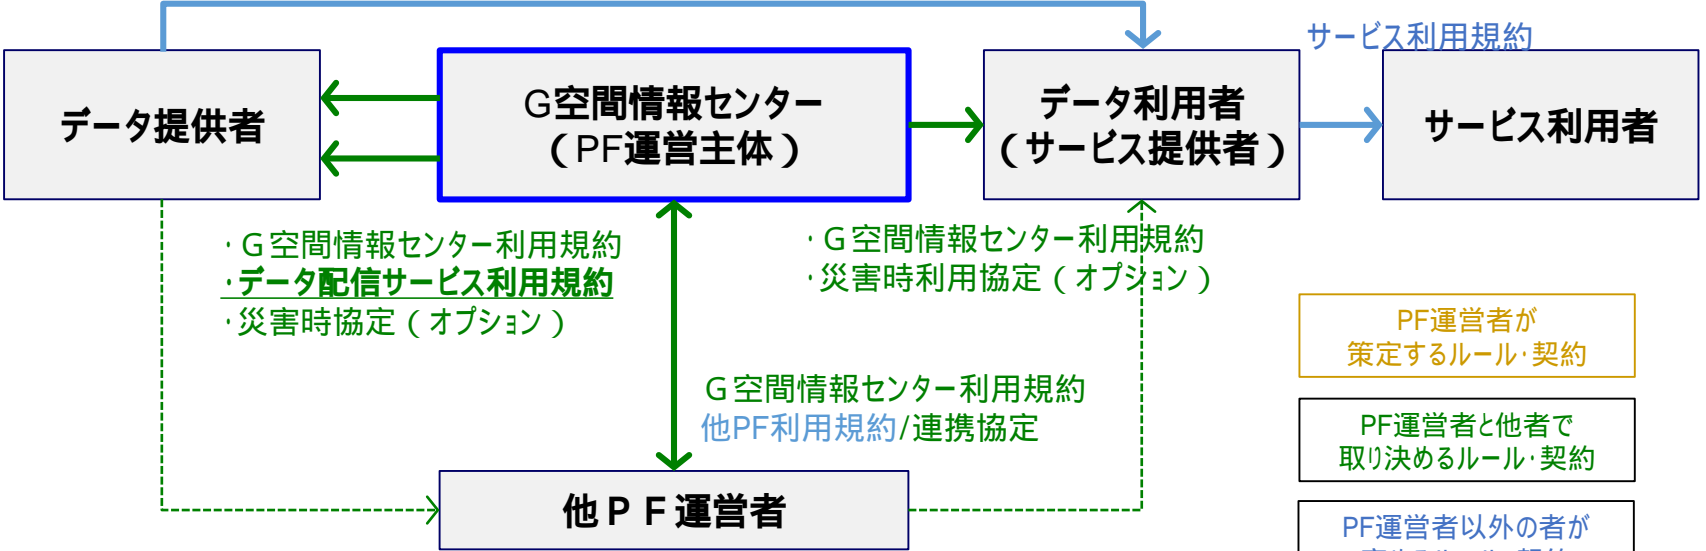 サービス利用規約
データ提供者
G空間情報センター
（PF運営主体）
データ利用者
（サービス提供者）
サービス利用者
・Ｇ空間情報センター利用規約
・データ配信サービス利用規約
・災害時協定（オプション）
・Ｇ空間情報センター利用規約
・災害時利用協定（オプション）
Ｇ空間情報センター利用規約
他PF利用規約/連携協定
他ＰＦ運営者
PF運営者が
策定するルール・契約
PF運営者と他者で
取り決めるルール・契約
PF運営者以外の者が